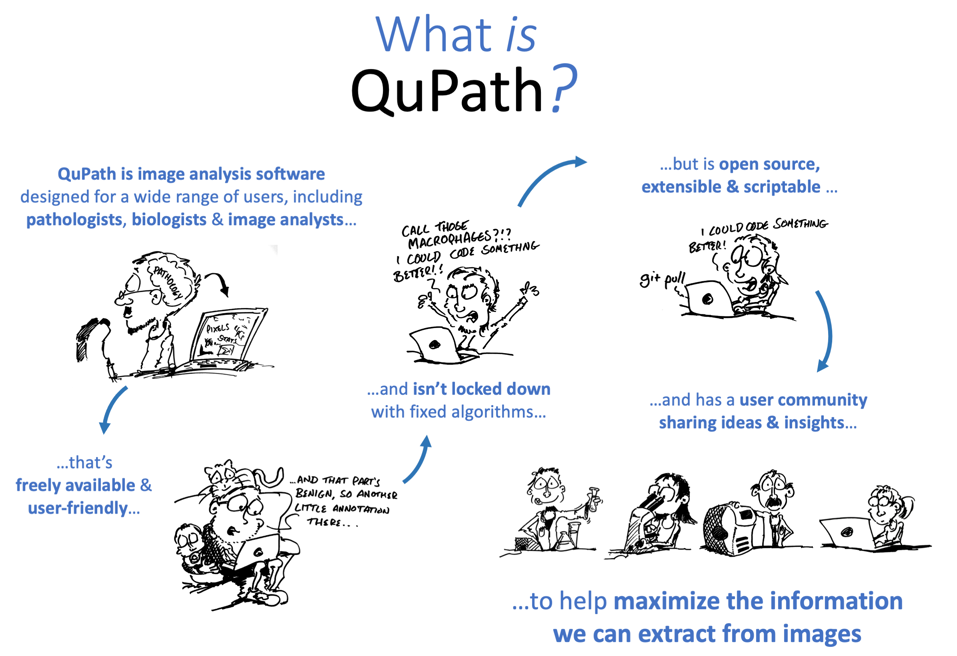 What is
QuPath?
QuPath is image analysis software
designed for a wide range of users, including
pathologists, biologists & image analysts...
PATHOLOGY
PIXELS
STATS
...that's
freely available &
user-friendly...
...AND THAT PART'S
BENIGN, SO ANOTHER
LITTLE ANNOTATION
THERE...
CALL THOSE
MACROPHAGES?!?
I COULD CODE SOMETHING
BETTER!!
...and isn't locked down
with fixed algorithms...
...but is open source,
extensible & scriptable ...
I COULD CODE SOMETHING
BETTER!
git pull
...and has a user community
sharing ideas & insights...
...to help maximize the information
we can extract from images